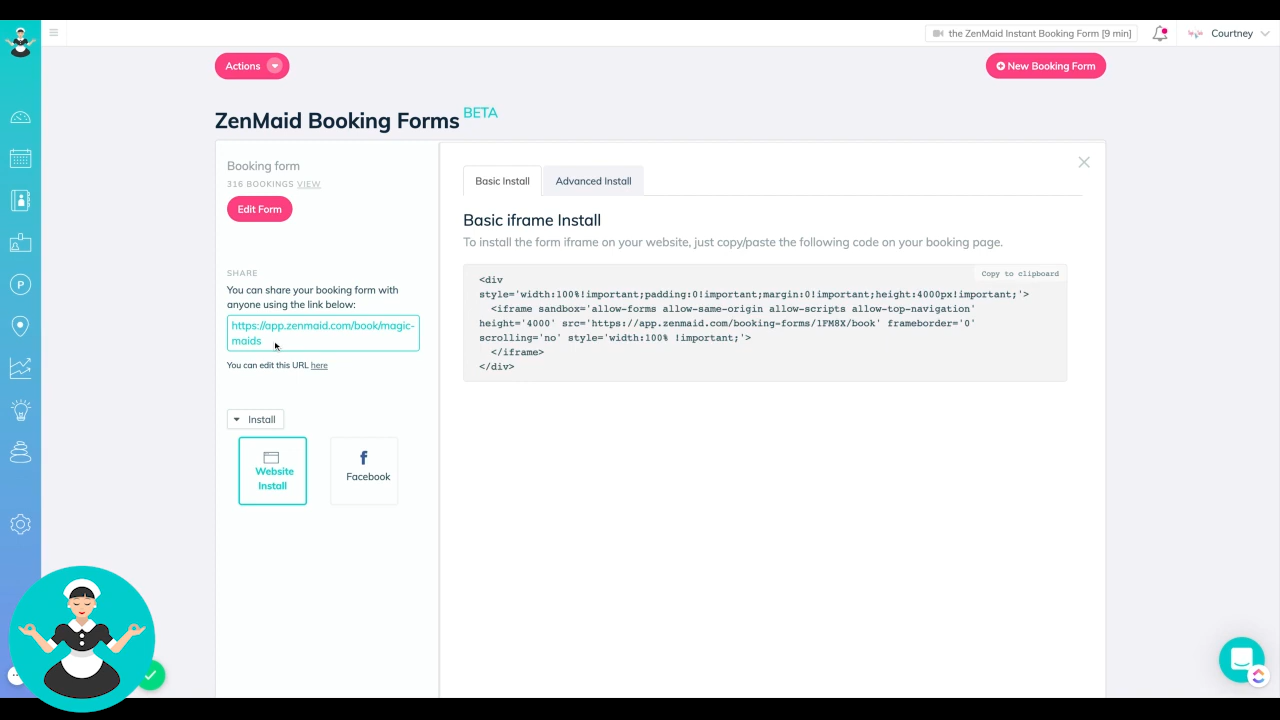 the ZenMaid Instant Booking Form [9 min]
Courtney
Actions
New Booking Form
ZenMaid Booking Forms BETA
Booking form
316 BOOKINGS VIEW
Edit Form
SHARE
You can share your booking form with
anyone using the link below:
https://app.zenmaid.com/book/magic-
maids
You can edit this URL here
Install
Website
Install
Facebook
Basic Install
Advanced Install
Basic iframe Install
To install the form iframe on your website, just copy/paste the following code on your booking page.
Copy to clipboard
<div
style='width:100%!important;padding:0!important;margin:0!important;height:4000px!important;'>
<iframe sandbox='allow-forms allow-same-origin allow-scripts allow-top-navigation'
height='4000' src='https://app.zenmaid.com/booking-forms/1FM8X/book' frameborder='0'
scrolling='no' style='width:100% !important;'>
</iframe>
</div>